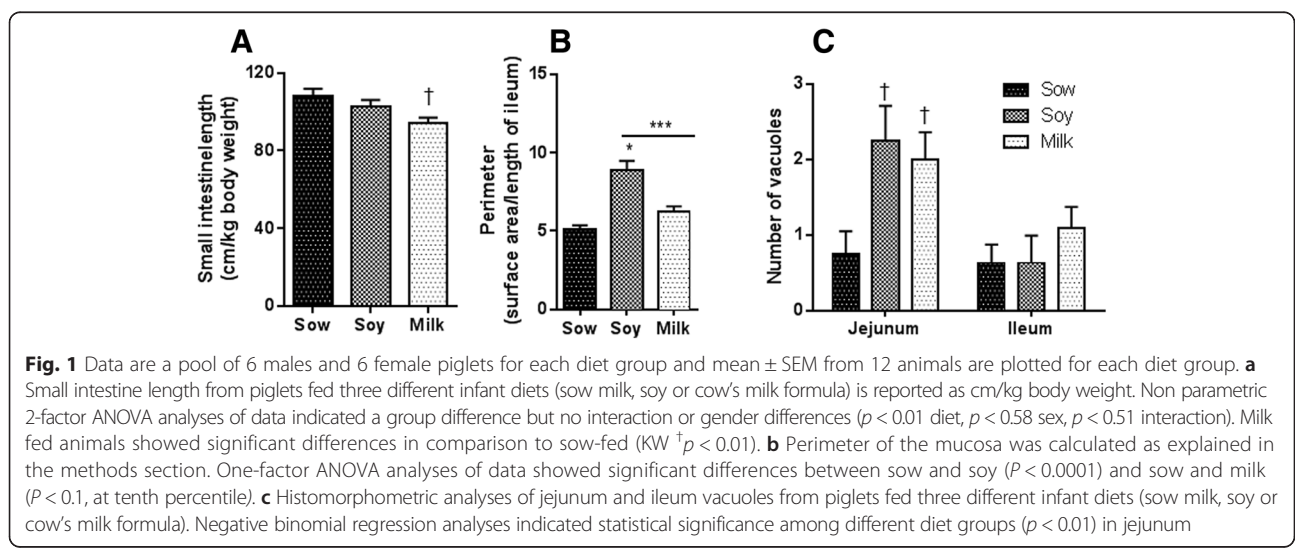 A
B
C
Small intestinelength
(cm/kg body weight)
120
80
40
0
†
Sow Soy Milk
Perimeter
(surface area/length of ileum)
15
10
5
0
*
***
Sow Soy Milk
Number of vacuoles
3
2
1
0
†
†
Sow
Soy
Milk
Jejunum Ileum
Fig. 1 Data are a pool of 6 males and 6 female piglets for each diet group and mean ± SEM from 12 animals are plotted for each diet group. a
Small intestine length from piglets fed three different infant diets (sow milk, soy or cow's milk formula) is reported as cm/kg body weight. Non parametric
2-factor ANOVA analyses of data indicated a group difference but no interaction or gender differences (p < 0.01 diet, p < 0.58 sex, p < 0.51 interaction). Milk
fed animals showed significant differences in comparison to sow-fed (KW †p < 0.01). b Perimeter of the mucosa was calculated as explained in
the methods section. One-factor ANOVA analyses of data showed significant differences between sow and soy (P < 0.0001) and sow and milk
(P < 0.1, at tenth percentile). c Histomorphometric analyses of jejunum and ileum vacuoles from piglets fed three different infant diets (sow milk, soy or
cow's milk formula). Negative binomial regression analyses indicated statistical significance among different diet groups (p < 0.01) in jejunum